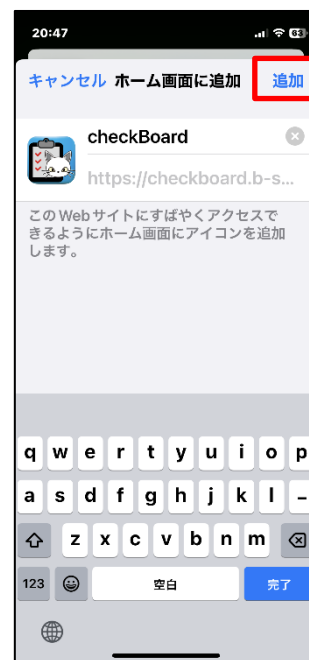 20:47
63
キャンセル ホーム画面に追加 追加
checkBoard
https://checkboard.b-s...
このWebサイトにすばやくアクセスで
きるようにホーム画面にアイコンを追加
します。
q w e r t y u i o p
a s d f g h j k l -
z x c v b n m
123 空白 完了